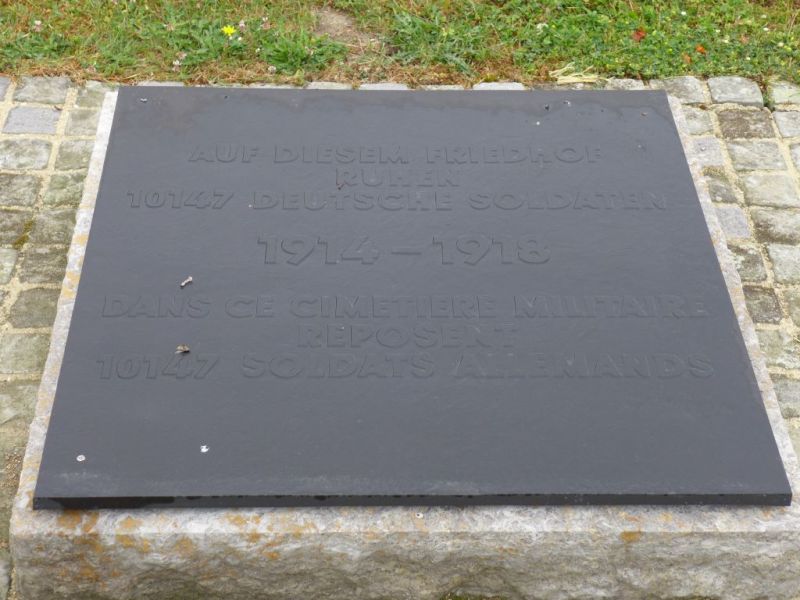 AUF DIESEM FRIEDHOF
RUHEN
10147 DEUTSCHE SOLDATEN
1914 – 1918
DANS CE CIMETIERE MILITAIRE
REPOSENT
10147 SOLDATS ALLEMANDS